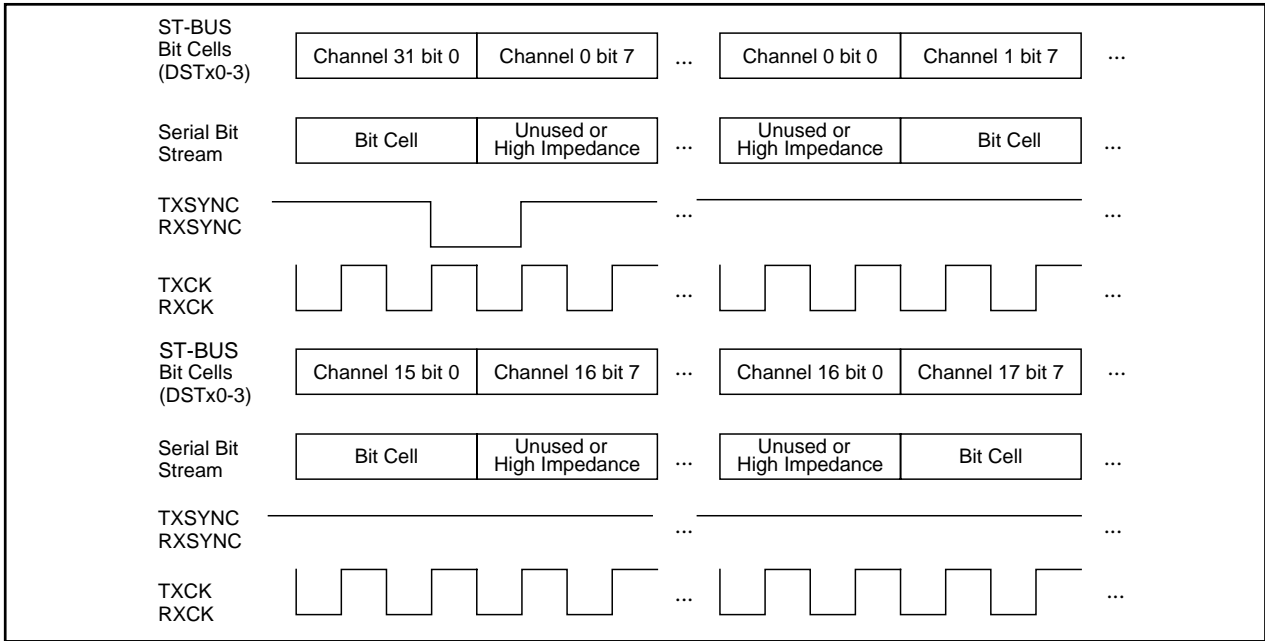 ST-BUS
Bit Cells
(DSTx0-3)
Channel 31 bit 0
Channel 0 bit 7
...
Channel 0 bit 0
Channel 1 bit 7
...
Serial Bit
Stream
Bit Cell
Unused or
High Impedance
...
Unused or
High Impedance
Bit Cell
...
TXSYNC
RXSYNC
...
...
TXCK
RXCK
...
...
ST-BUS
Bit Cells
(DSTx0-3)
Channel 15 bit 0
Channel 16 bit 7
...
Channel 16 bit 0
Channel 17 bit 7
...
Serial Bit
Stream
Bit Cell
Unused or
High Impedance
...
Unused or
High Impedance
Bit Cell
...
TXSYNC
RXSYNC
...
...
TXCK
RXCK
...
...